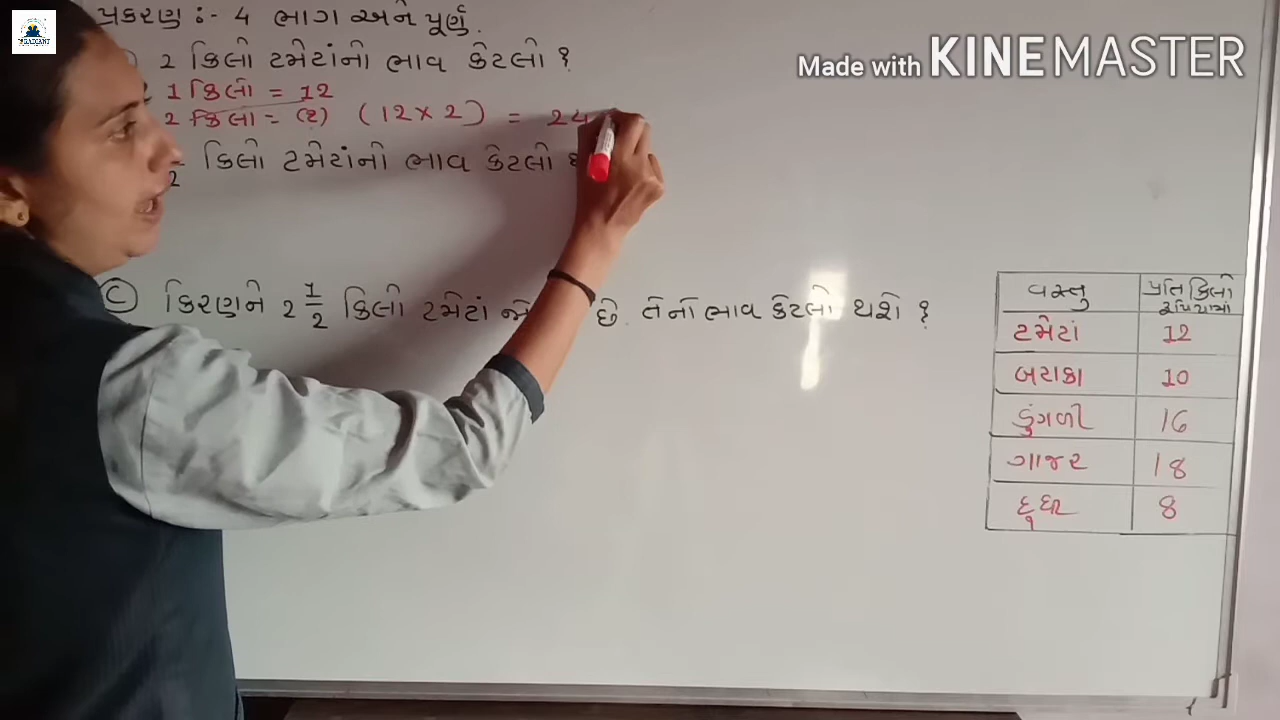 પ્રકરણ :- 4 ભાગ અને પૂર્ણ.
2 કિલો ટમેટાંનો ભાવ કેટલો ?
1 કિલો = 12
2 કિલો = (?) (12 × 2) = 24
2 કિલો ટમેટાંનો ભાવ કેટલો
C કિરણને 2 1/2 કિલો ટમેટાં છે. તેનો ભાવ કેટલો થશે ?
વસ્તુ પ્રતિ કિલો રૂપિયામાં
ટમેટાં 12
બટાકા 10
ડુંગળી 16
ગાજર 18
દૂધી 8
Made with KINEMASTER